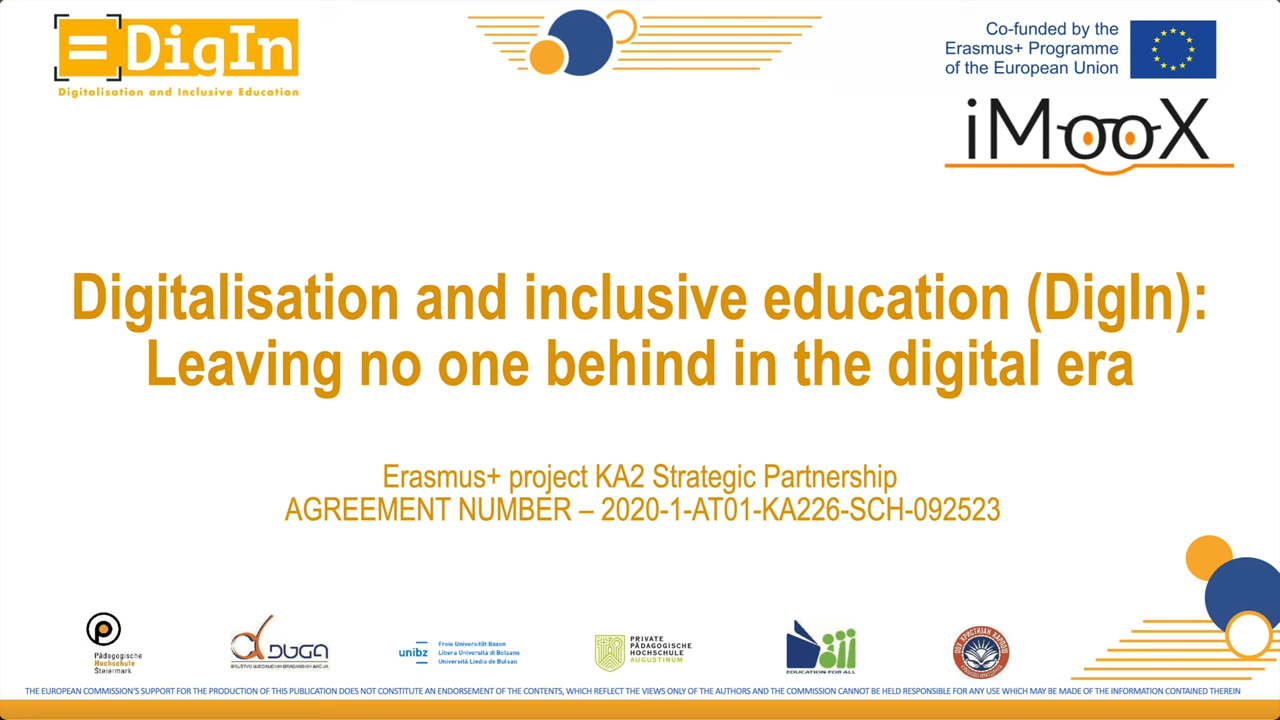 =DigIn
Digitalisation and Inclusive Education
Co-funded by the
Erasmus+ Programme
of the European Union
iMooX
Digitalisation and inclusive education (DigIn):
Leaving no one behind in the digital era
Erasmus+ project KA2 Strategic Partnership
AGREEMENT NUMBER – 2020-1-AT01-KA226-SCH-092523
Pädagogische
Hochschule
Steiermark
DUGA
unibz
Freie Universität Bozen
Libera Università di Bolzano
Università Liedia de Bulsan
PRIVATE
PÄDAGOGISCHE
HOCHSCHULE
AUGUSTINUM
EDUCATION FOR ALL
THE EUROPEAN COMMISSION'S SUPPORT FOR THE PRODUCTION OF THIS PUBLICATION DOES NOT CONSTITUTE AN ENDORSEMENT OF THE CONTENTS, WHICH REFLECT THE VIEWS ONLY OF THE AUTHORS AND THE COMMISSION CANNOT BE HELD RESPONSIBLE FOR ANY USE WHICH MAY BE MADE OF THE INFORMATION CONTAINED THEREIN